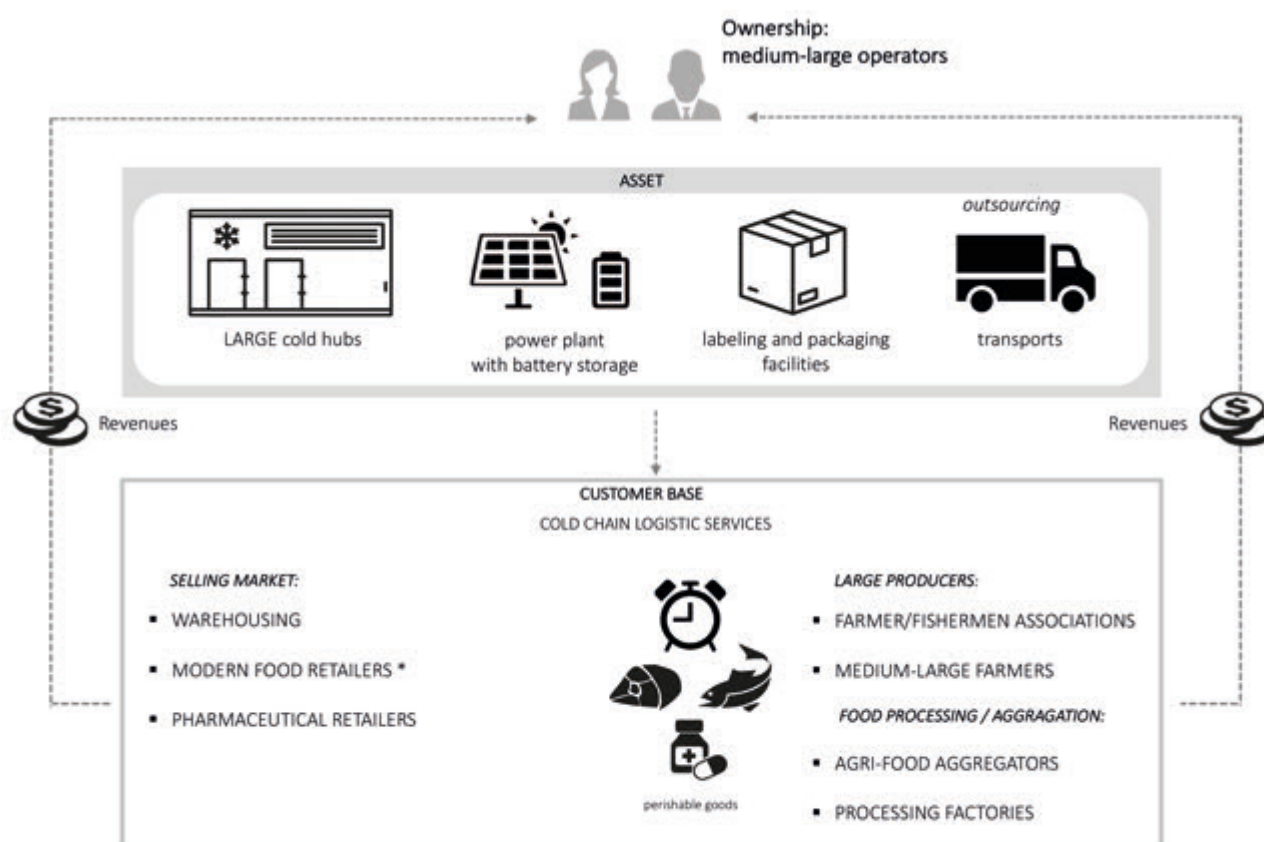 Ownership:
medium-large operators
ASSET
LARGE cold hubs
power plant
with battery storage
labeling and packaging
facilities
outsourcing
transports
$
Revenues
Revenues
$
CUSTOMER BASE
COLD CHAIN LOGISTIC SERVICES
SELLING MARKET:
▪ WAREHOUSING
▪ MODERN FOOD RETAILERS *
▪ PHARMACEUTICAL RETAILERS
perishable goods
LARGE PRODUCERS:
▪ FARMER/FISHERMEN ASSOCIATIONS
▪ MEDIUM-LARGE FARMERS
FOOD PROCESSING / AGGRAGATION:
▪ AGRI-FOOD AGGREGATORS
▪ PROCESSING FACTORIES